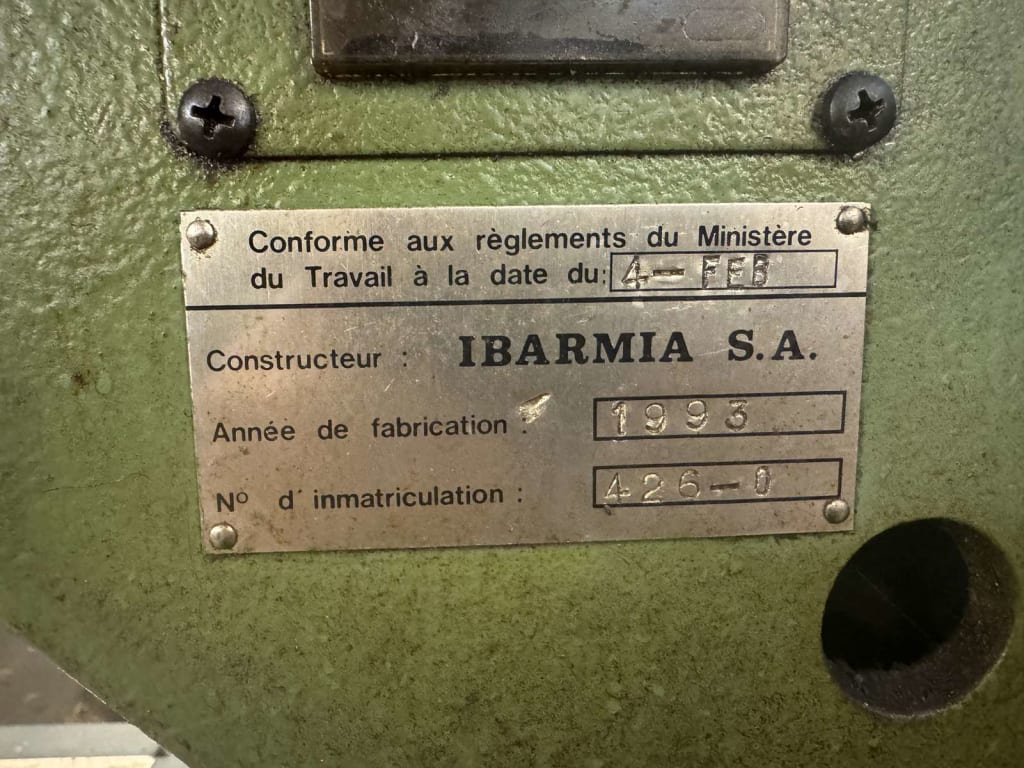 Conforme aux règlements du Ministère
du Travail à la date du: 4- FEB
Constructeur : IBARMIA S.A.
Année de fabrication : 1993
Nº d'inmatriculation : 426-0